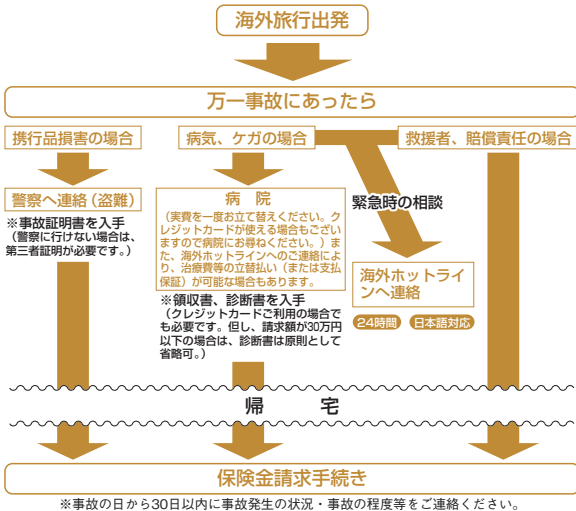 海外旅行出発
万一事故にあったら
携行品損害の場合
病気、ケガの場合
救援者、賠償責任の場合
警察へ連絡(盗難)
※事故証明書を入手
(警察に行けない場合は、
第三者証明が必要です。)
病 院
(実費を一度お立て替えください。ク
レジットカードが使える場合もござい
ますので病院にお尋ねください。)ま
た、海外ホットラインへのご連絡によ
り、治療費等の立替払い(または支払
保証)が可能な場合もあります。
※領収書、診断書を入手
(クレジットカードご利用の場合で
も必要です。但し、請求額が30万円
以下の場合は、診断書は原則として
省略可。)
緊急時の相談
海外ホットライ
ンへ連絡
24時間 日本語対応
帰 宅
保険金請求手続き
※事故の日から30日以内に事故発生の状況・事故の程度等をご連絡ください。